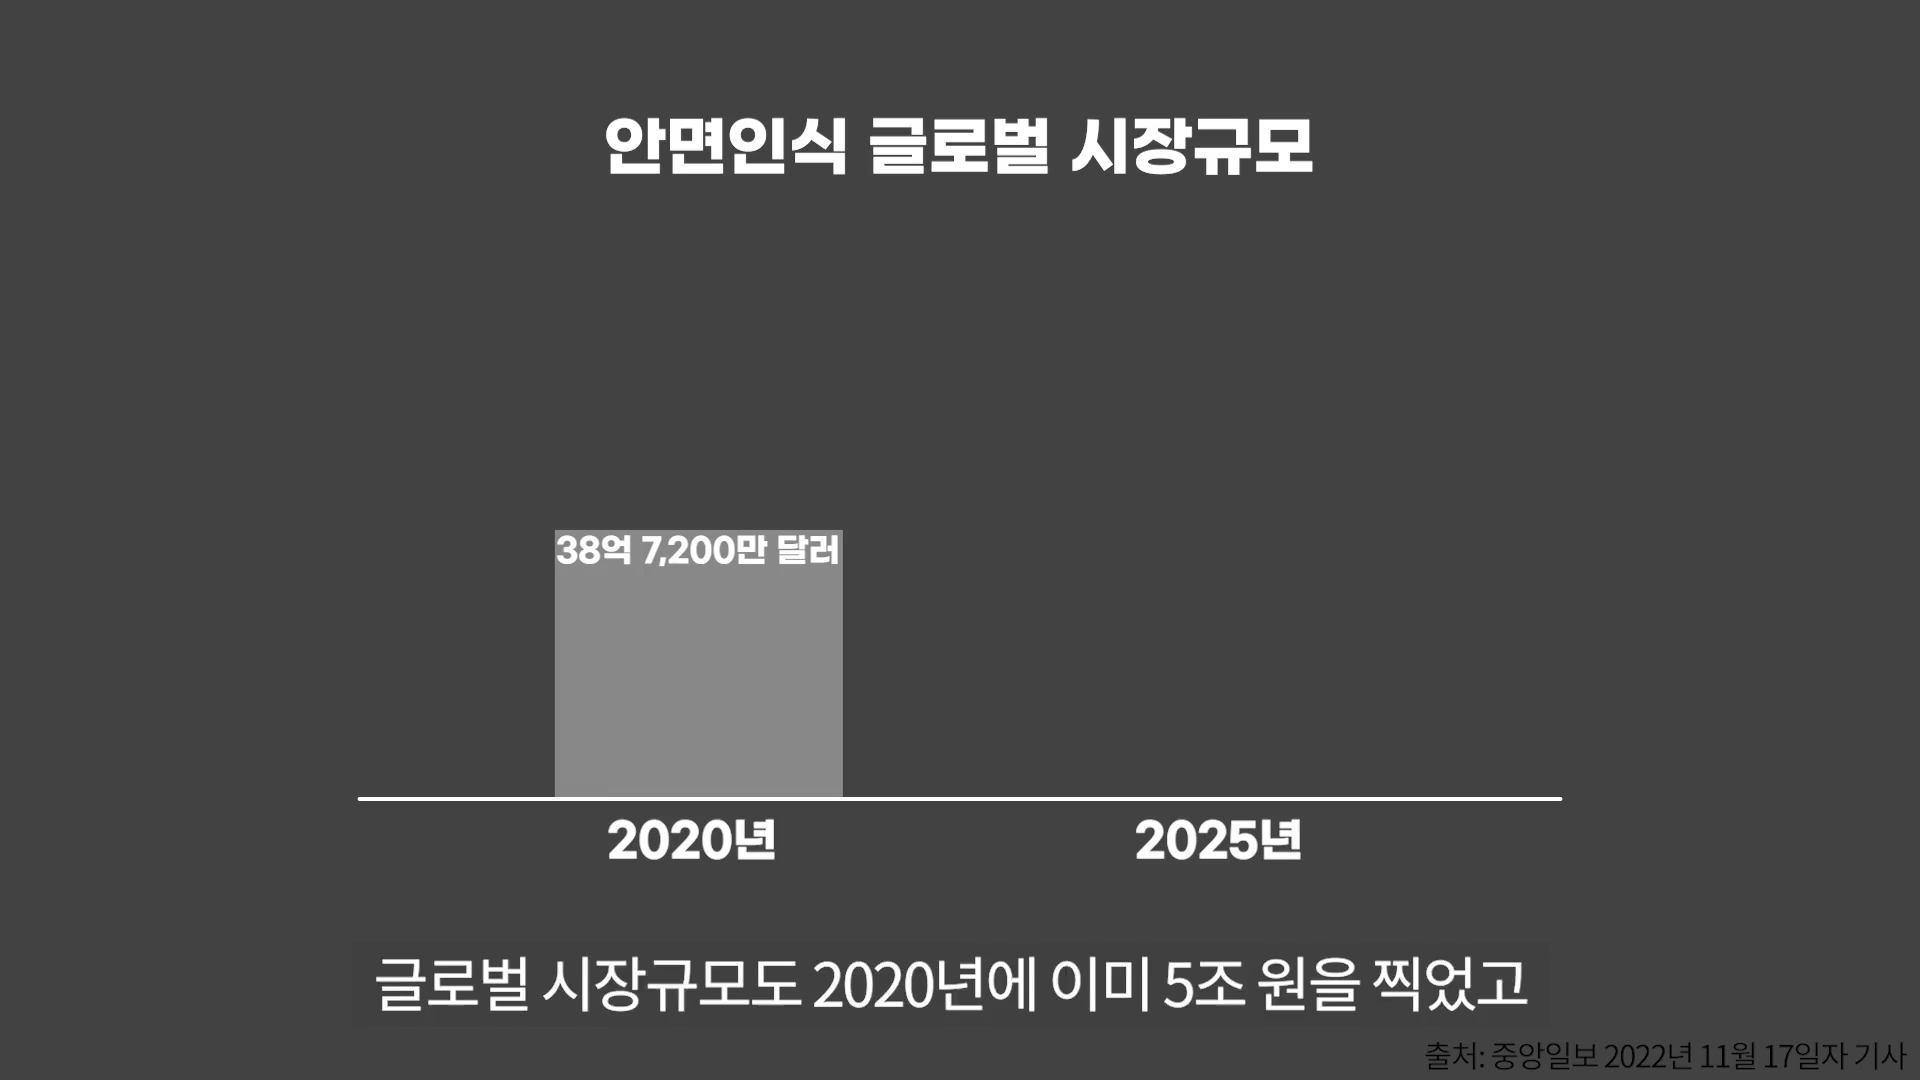 안면인식 글로벌 시장규모
38억 7,200만 달러
2020년 2025년
글로벌 시장규모도 2020년에 이미 5조 원을 찍었고
출처: 중앙일보 2022년 11월 17일자 기사